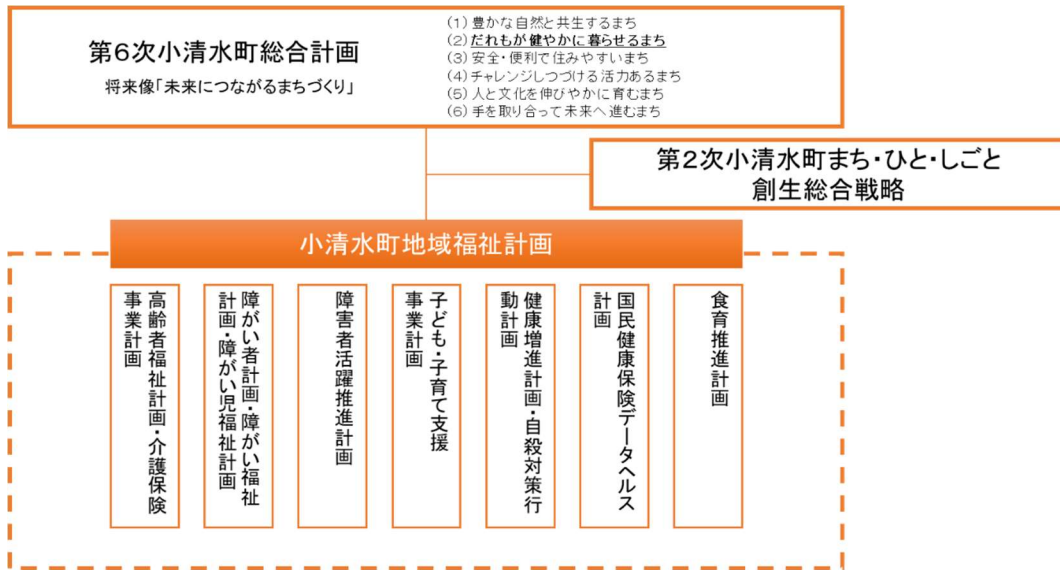 第6次小清水町総合計画
将来像「未来につながるまちづくり」
(1) 豊かな自然と共生するまち
(2) だれもが健やかに暮らせるまち
(3) 安全・便利で住みやすいまち
(4) チャレンジしつづける活力あるまち
(5) 人と文化を伸びやかに育むまち
(6) 手を取り合って未来へ進むまち
第2次小清水町まち・ひと・しごと
創生総合戦略
小清水町地域福祉計画
高齢者福祉計画・介護保険
事業計画
障がい者計画・障がい福祉
計画・障がい児福祉計画
障害者活躍推進計画
子ども・子育て支援
事業計画
健康増進計画・自殺対策行
動計画
国民健康保険データヘルス
計画
食育推進計画